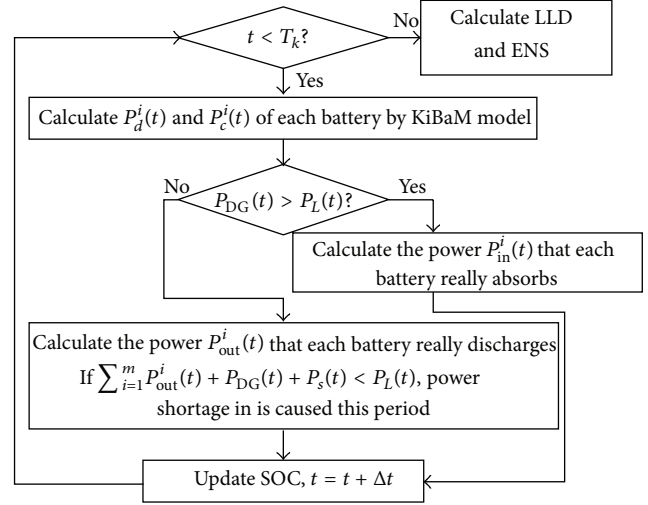 t < T_k?
No
Calculate LLD
and ENS
Yes
Calculate P_d^i(t) and P_c^i(t) of each battery by KiBaM model
No
P_DG(t) > P_L(t)?
Yes
Calculate the power P_in^i(t) that each
battery really absorbs
Calculate the power P_out^i(t) that each battery really discharges
If ∑_{i=1}^m P_out^i(t) + P_DG(t) + P_s(t) < P_L(t), power
shortage in is caused this period
Update SOC, t = t + Δt